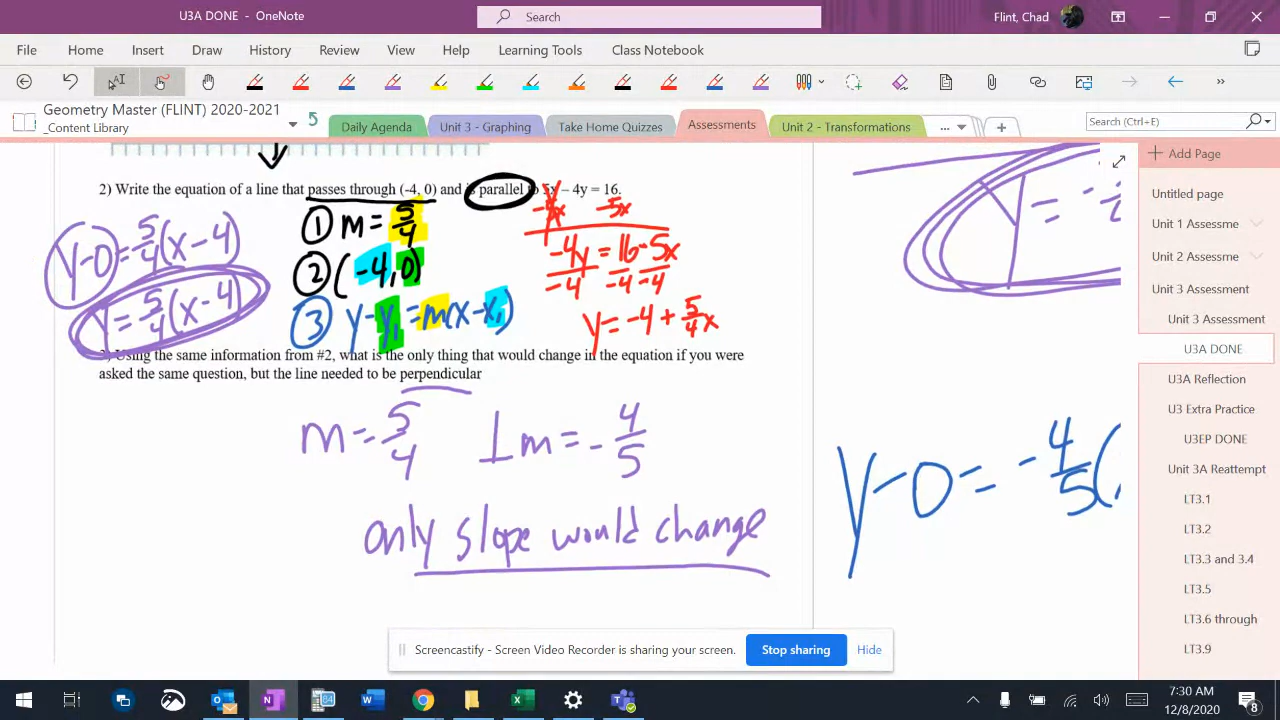 U3A DONE - OneNote
Search
Flint, Chad
File Home Insert Draw History Review View Help Learning Tools Class Notebook
Geometry Master (FLINT) 2020-2021
_Content Library
Daily Agenda
Unit 3 - Graphing
Take Home Quizzes
Assessments
Unit 2 - Transformations
...
Search (Ctrl+E)
2) Write the equation of a line that passes through (-4, 0) and is parallel to 5x – 4y = 16.
-5x -5x
① m = 5/4
② (-4, 0)
③ y-y₁=m(x-x₁)
-4y = 16-5x
-4 -4 -4
y = -4 + 5/4x
y-0 = 5/4(x-4)
y = 5/4(x-4)
3) Using the same information from #2, what is the only thing that would change in the equation if you were
asked the same question, but the line needed to be perpendicular
m = 5/4 ⊥m = -4/5
only slope would change
y =
y-0 = -4/5(
Add Page
Untitled page
Unit 1 Assessme
Unit 2 Assessme
Unit 3 Assessment
Unit 3 Assessment
U3A DONE
U3A Reflection
U3 Extra Practice
U3EP DONE
Unit 3A Reattempt
LT3.1
LT3.2
LT3.3 and 3.4
LT3.5
LT3.6 through
LT3.9
Screencastify - Screen Video Recorder is sharing your screen.
Stop sharing
Hide
7:30 AM
12/8/2020
8